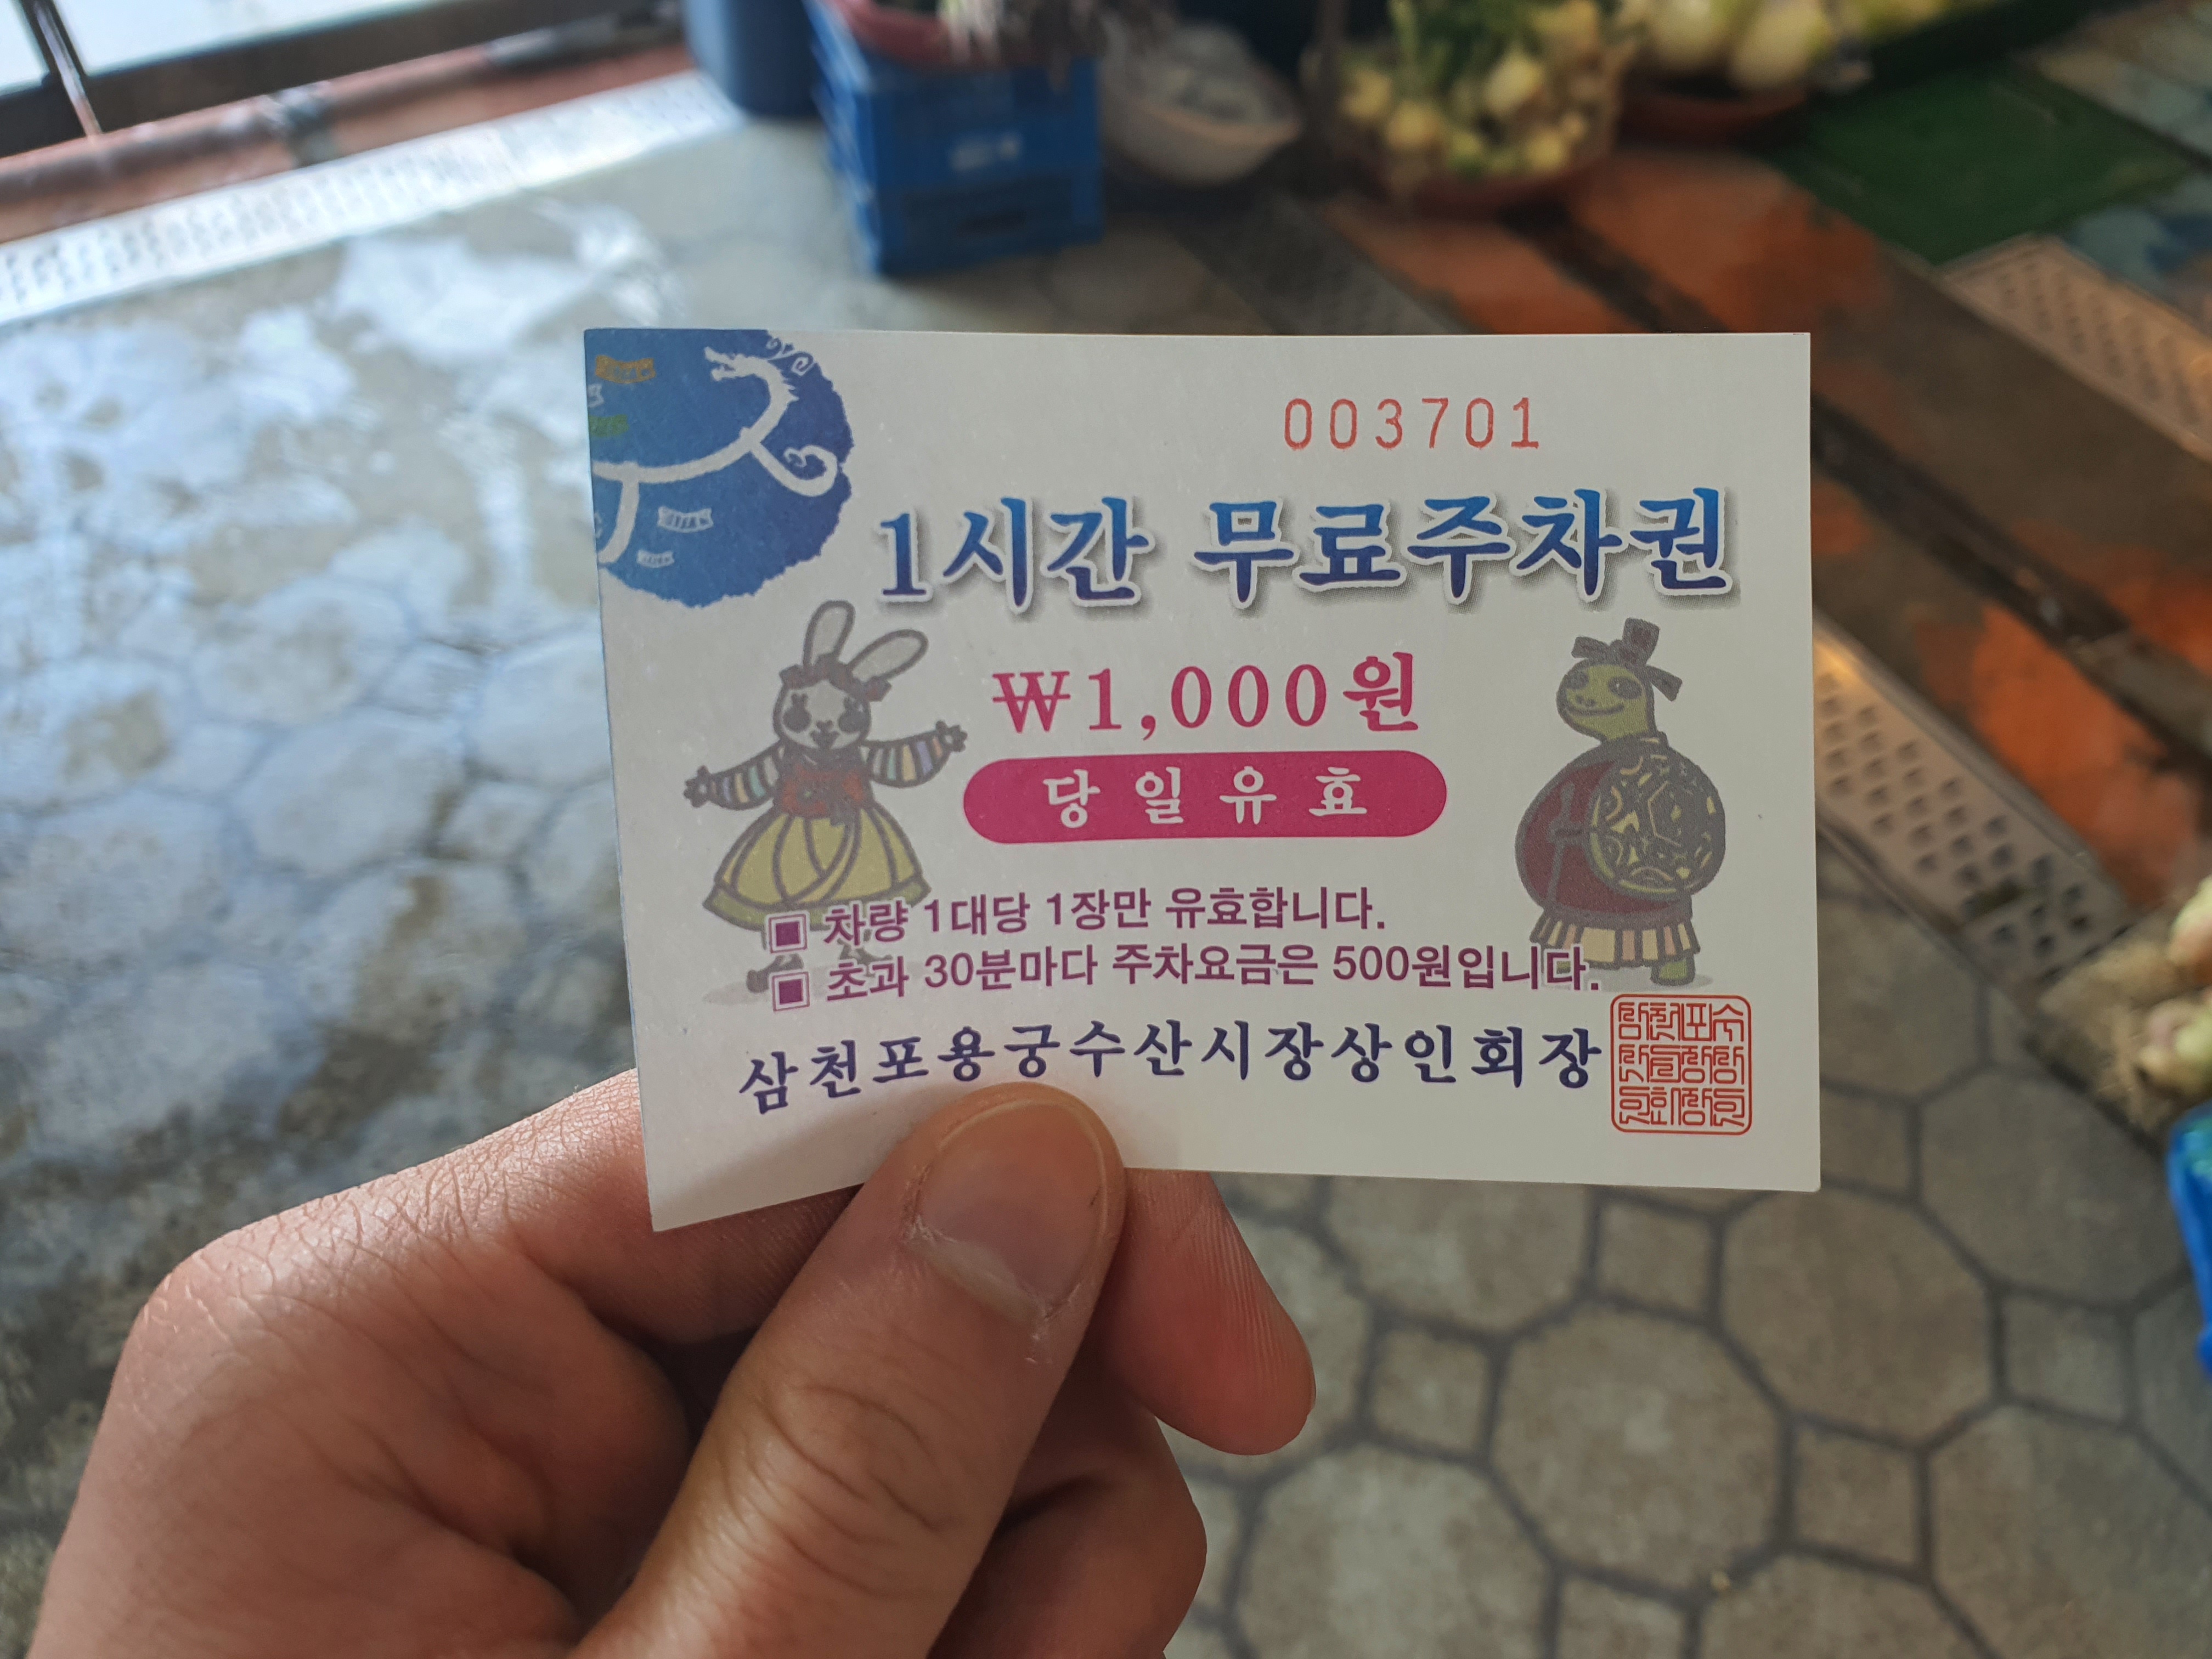 003701
1시간 무료주차권
₩1,000원
당일유효
▣ 차량 1대당 1장만 유효합니다.
▣ 초과 30분마다 주차요금은 500원입니다.
삼천포용궁수산시장상인회장